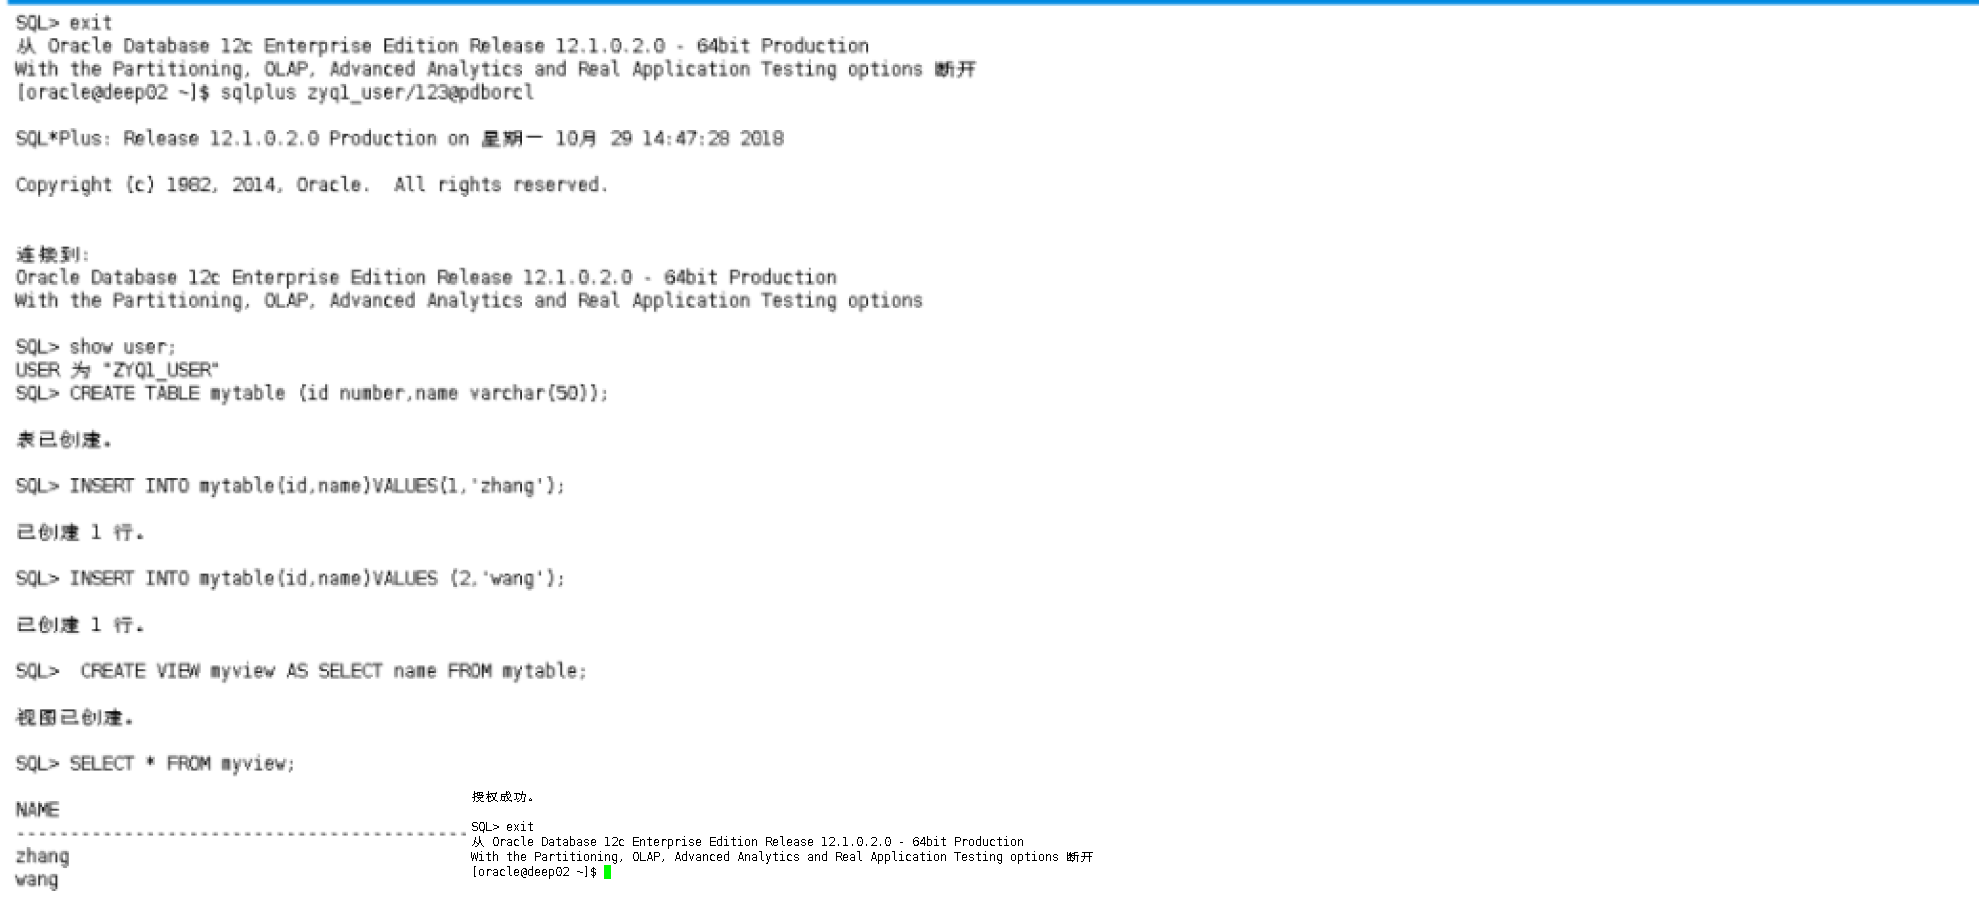 SQL> exit
从 Oracle Database 12c Enterprise Edition Release 12.1.0.2.0 - 64bit Production
With the Partitioning, OLAP, Advanced Analytics and Real Application Testing options 断开
[oracle@deep02 ~]$ sqlplus zyq1_user/123@pdborcl
SQL*Plus: Release 12.1.0.2.0 Production on 星期一 10月 29 14:47:28 2018
Copyright (c) 1982, 2014, Oracle.  All rights reserved.
连接到:
Oracle Database 12c Enterprise Edition Release 12.1.0.2.0 - 64bit Production
With the Partitioning, OLAP, Advanced Analytics and Real Application Testing options
SQL> show user;
USER 为 "ZYQ1_USER"
SQL> CREATE TABLE mytable (id number,name varchar(50));
表已创建。
SQL> INSERT INTO mytable(id,name)VALUES(1,'zhang');
已创建 1 行。
SQL> INSERT INTO mytable(id,name)VALUES (2,'wang');
已创建 1 行。
SQL>  CREATE VIEW myview AS SELECT name FROM mytable;
视图已创建。
SQL> SELECT * FROM myview;
NAME
------------------------------------------
zhang
wang
授权成功。
SQL> exit
从 Oracle Database 12c Enterprise Edition Release 12.1.0.2.0 - 64bit Production
With the Partitioning, OLAP, Advanced Analytics and Real Application Testing options 断开
[oracle@deep02 ~]$